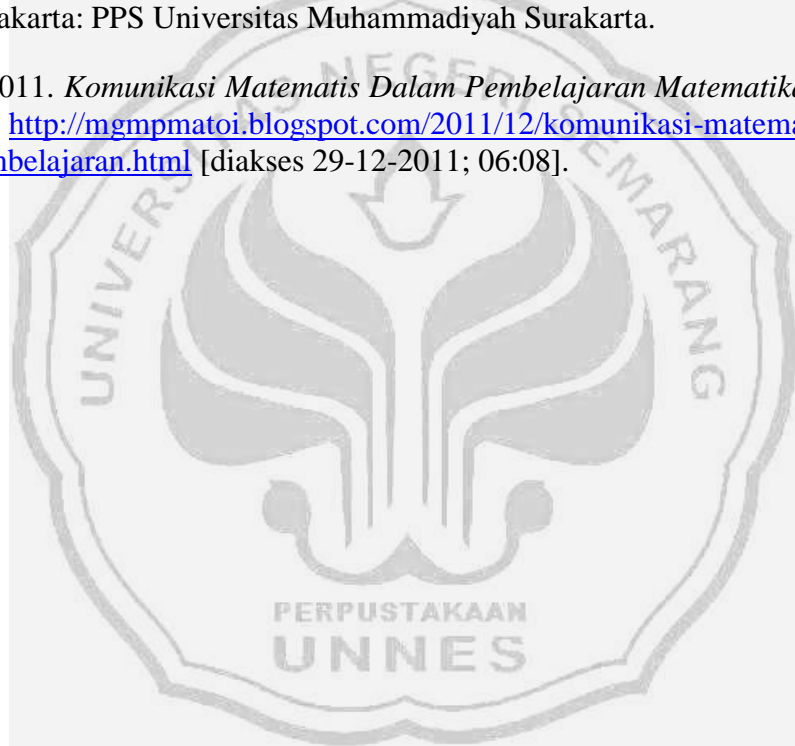 akarta: PPS Universitas Muhammadiyah Surakarta.
011. Komunikasi Matematis Dalam Pembelajaran Matematika
http://mgmpmatoi.blogspot.com/2011/12/komunikasi-matema
mbelajaran.html [diakses 29-12-2011; 06:08].
UNIVERSITAS NEGERI SEMARANG
PERPUSTAKAAN
UNNES